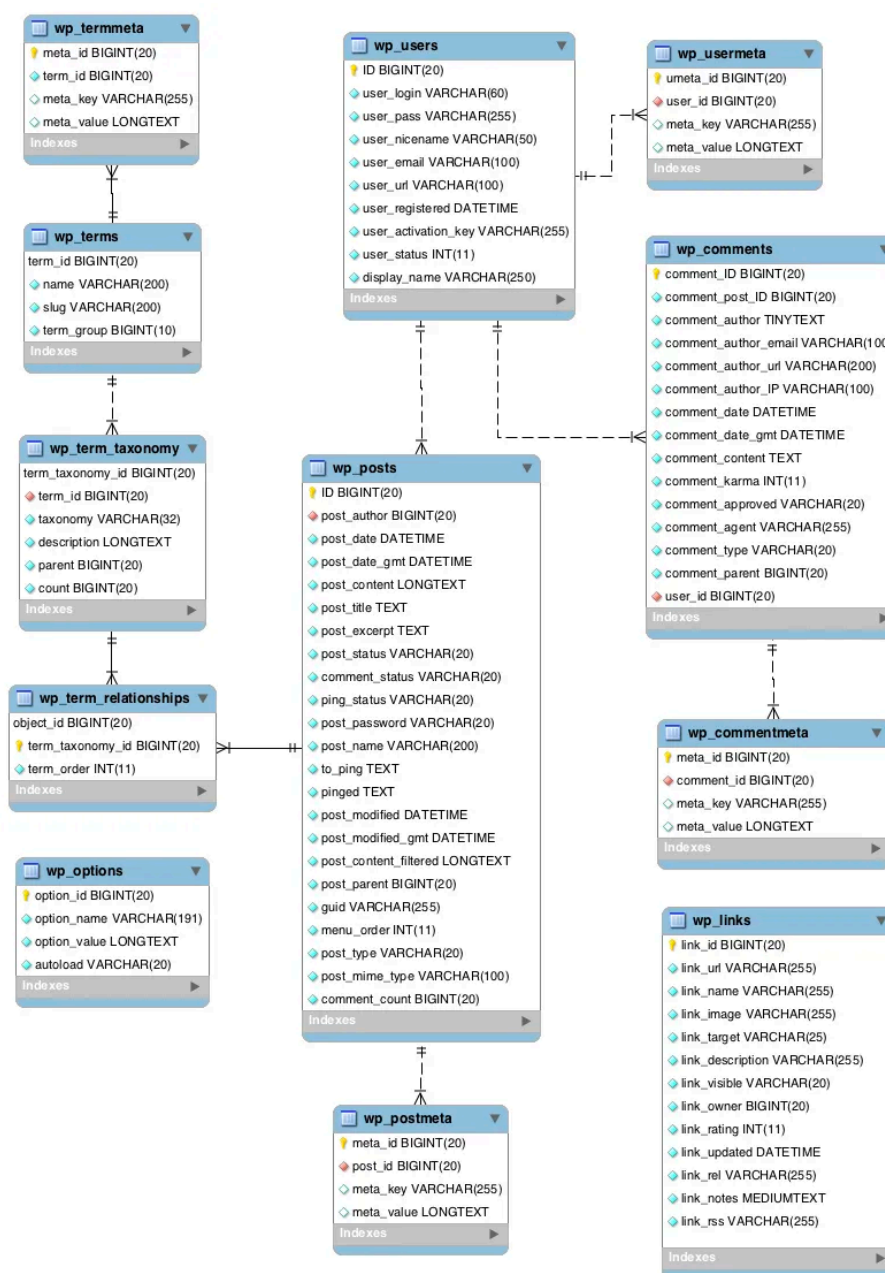 wp_termmeta
meta_id BIGINT(20)
term_id BIGINT(20)
meta_key VARCHAR(255)
meta_value LONGTEXT
Indexes
wp_terms
term_id BIGINT(20)
name VARCHAR(200)
slug VARCHAR(200)
term_group BIGINT(10)
Indexes
wp_term_taxonomy
term_taxonomy_id BIGINT(20)
term_id BIGINT(20)
taxonomy VARCHAR(32)
description LONGTEXT
parent BIGINT(20)
count BIGINT(20)
Indexes
wp_term_relationships
object_id BIGINT(20)
term_taxonomy_id BIGINT(20)
term_order INT(11)
Indexes
wp_options
option_id BIGINT(20)
option_name VARCHAR(191)
option_value LONGTEXT
autoload VARCHAR(20)
Indexes
wp_users
ID BIGINT(20)
user_login VARCHAR(60)
user_pass VARCHAR(255)
user_nicename VARCHAR(50)
user_email VARCHAR(100)
user_url VARCHAR(100)
user_registered DATETIME
user_activation_key VARCHAR(255)
user_status INT(11)
display_name VARCHAR(250)
Indexes
wp_posts
ID BIGINT(20)
post_author BIGINT(20)
post_date DATETIME
post_date_gmt DATETIME
post_content LONGTEXT
post_title TEXT
post_excerpt TEXT
post_status VARCHAR(20)
comment_status VARCHAR(20)
ping_status VARCHAR(20)
post_password VARCHAR(20)
post_name VARCHAR(200)
to_ping TEXT
pinged TEXT
post_modified DATETIME
post_modified_gmt DATETIME
post_content_filtered LONGTEXT
post_parent BIGINT(20)
guid VARCHAR(255)
menu_order INT(11)
post_type VARCHAR(20)
post_mime_type VARCHAR(100)
comment_count BIGINT(20)
Indexes
wp_postmeta
meta_id BIGINT(20)
post_id BIGINT(20)
meta_key VARCHAR(255)
meta_value LONGTEXT
Indexes
wp_usermeta
umeta_id BIGINT(20)
user_id BIGINT(20)
meta_key VARCHAR(255)
meta_value LONGTEXT
Indexes
wp_comments
comment_ID BIGINT(20)
comment_post_ID BIGINT(20)
comment_author TINYTEXT
comment_author_email VARCHAR(100
comment_author_url VARCHAR(200)
comment_author_IP VARCHAR(100)
comment_date DATETIME
comment_date_gmt DATETIME
comment_content TEXT
comment_karma INT(11)
comment_approved VARCHAR(20)
comment_agent VARCHAR(255)
comment_type VARCHAR(20)
comment_parent BIGINT(20)
user_id BIGINT(20)
Indexes
wp_commentmeta
meta_id BIGINT(20)
comment_id BIGINT(20)
meta_key VARCHAR(255)
meta_value LONGTEXT
Indexes
wp_links
link_id BIGINT(20)
link_url VARCHAR(255)
link_name VARCHAR(255)
link_image VARCHAR(255)
link_target VARCHAR(25)
link_description VARCHAR(255)
link_visible VARCHAR(20)
link_owner BIGINT(20)
link_rating INT(11)
link_updated DATETIME
link_rel VARCHAR(255)
link_notes MEDIUMTEXT
link_rss VARCHAR(255)
Indexes